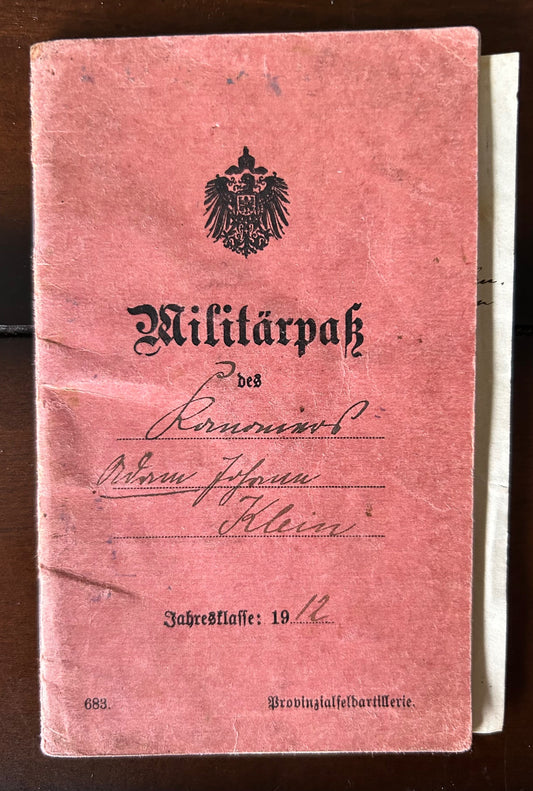 Militärpaß
des
Kanoniers
Adam Johann
Klein
Jahresklasse: 1912
683. Provinzialfeldartillerie.